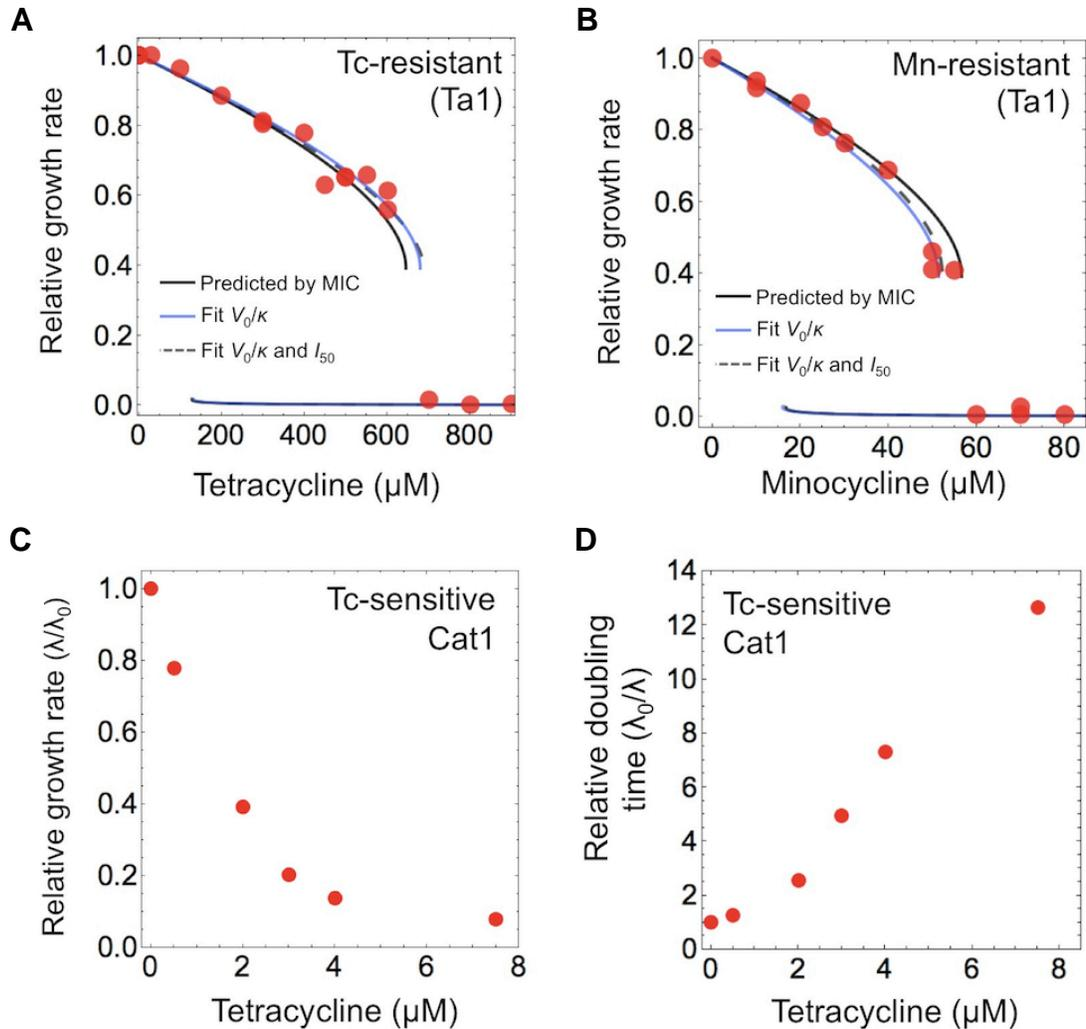 A
Tc-resistant
(Ta1)
Relative growth rate
1.0
0.8
0.6
0.4
0.2
0.0
Predicted by MIC
Fit V₀/κ
Fit V₀/κ and I₅₀
0 200 400 600 800
Tetracycline (μM)
B
Mn-resistant
(Ta1)
Relative growth rate
1.0
0.8
0.6
0.4
0.2
0.0
Predicted by MIC
Fit V₀/κ
Fit V₀/κ and I₅₀
0 20 40 60 80
Minocycline (μM)
C
Tc-sensitive
Cat1
Relative growth rate (λ/λ₀)
1.0
0.8
0.6
0.4
0.2
0.0
0 2 4 6 8
Tetracycline (μM)
D
Tc-sensitive
Cat1
Relative doubling
time (λ₀/λ)
14
12
10
8
6
4
2
0
0 2 4 6 8
Tetracycline (μM)